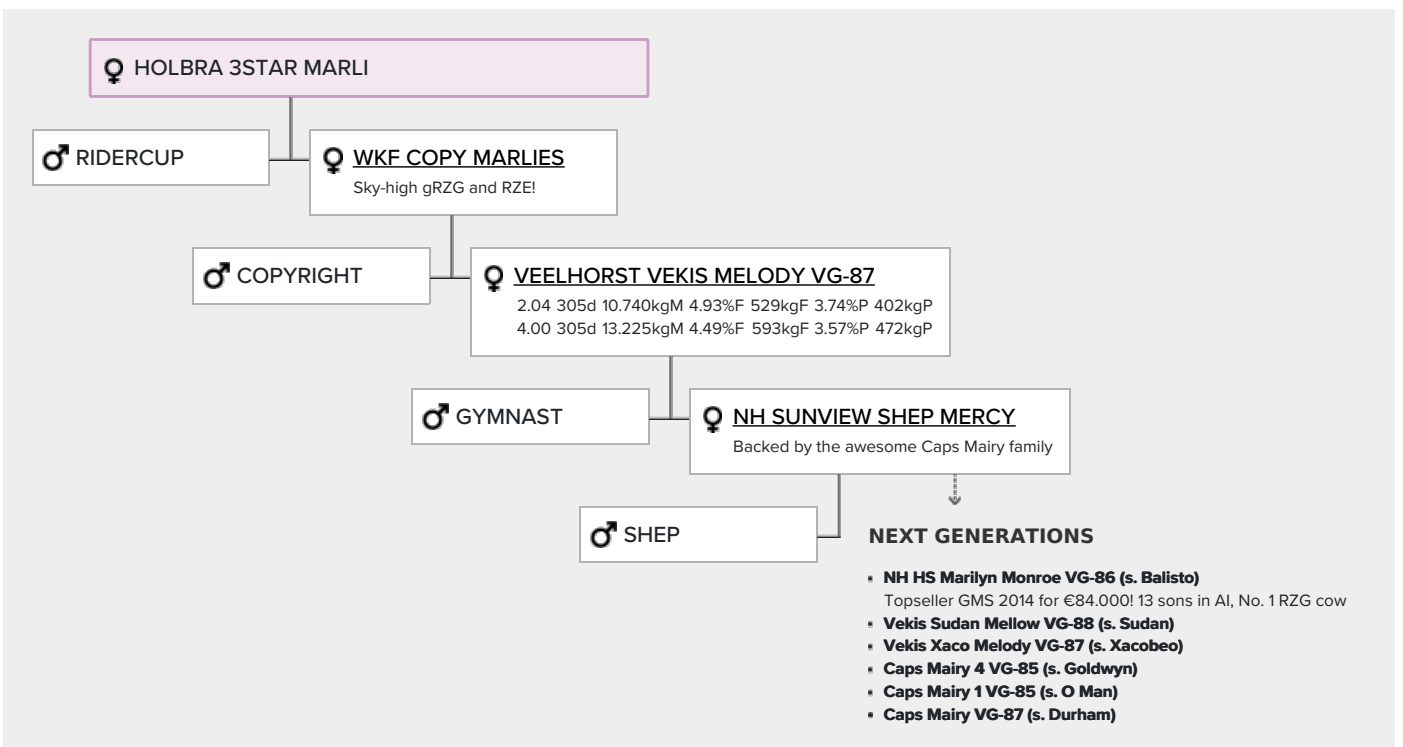 HOLBRA 3STAR MARLI
RIDERCUP
WKF COPY MARLIES
Sky-high gRZG and RZE!
COPYRIGHT
VEELHORST VEKIS MELODY VG-87
2.04 305d 10.740kgM 4.93%F 529kgF 3.74%P 402kgP
4.00 305d 13.225kgM 4.49%F 593kgF 3.57%P 472kgP
GYMNAST
NH SUNVIEW SHEP MERCY
Backed by the awesome Caps Mairy family
SHEP
NEXT GENERATIONS
NH HS Marilyn Monroe VG-86 (s. Balisto)
Topseller GMS 2014 for €84.000! 13 sons in AI, No. 1 RZG cow
Vekis Sudan Mellow VG-88 (s. Sudan)
Vekis Xaco Melody VG-87 (s. Xacobeo)
Caps Mairy 4 VG-85 (s. Goldwyn)
Caps Mairy 1 VG-85 (s. O Man)
Caps Mairy VG-87 (s. Durham)